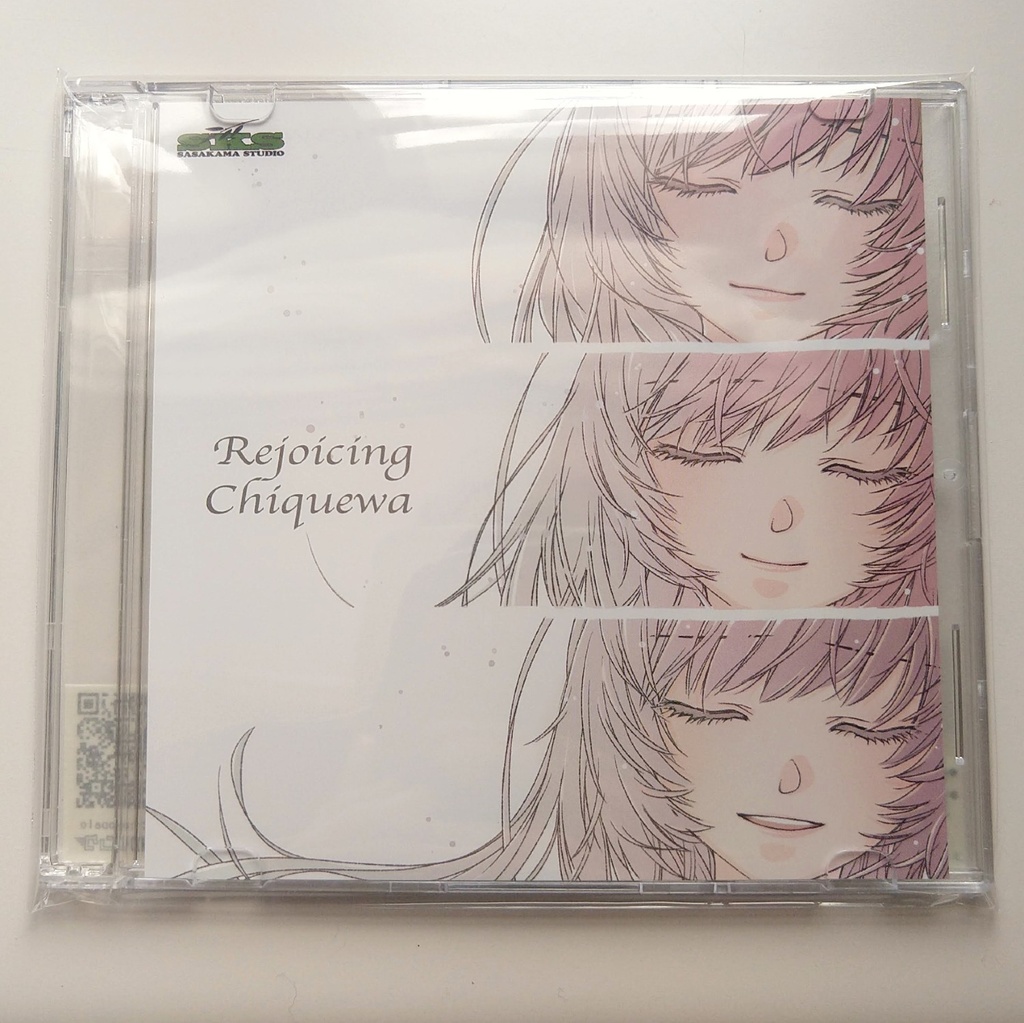 SKS
SASAKAMA STUDIO
Rejoicing
Chiquewa